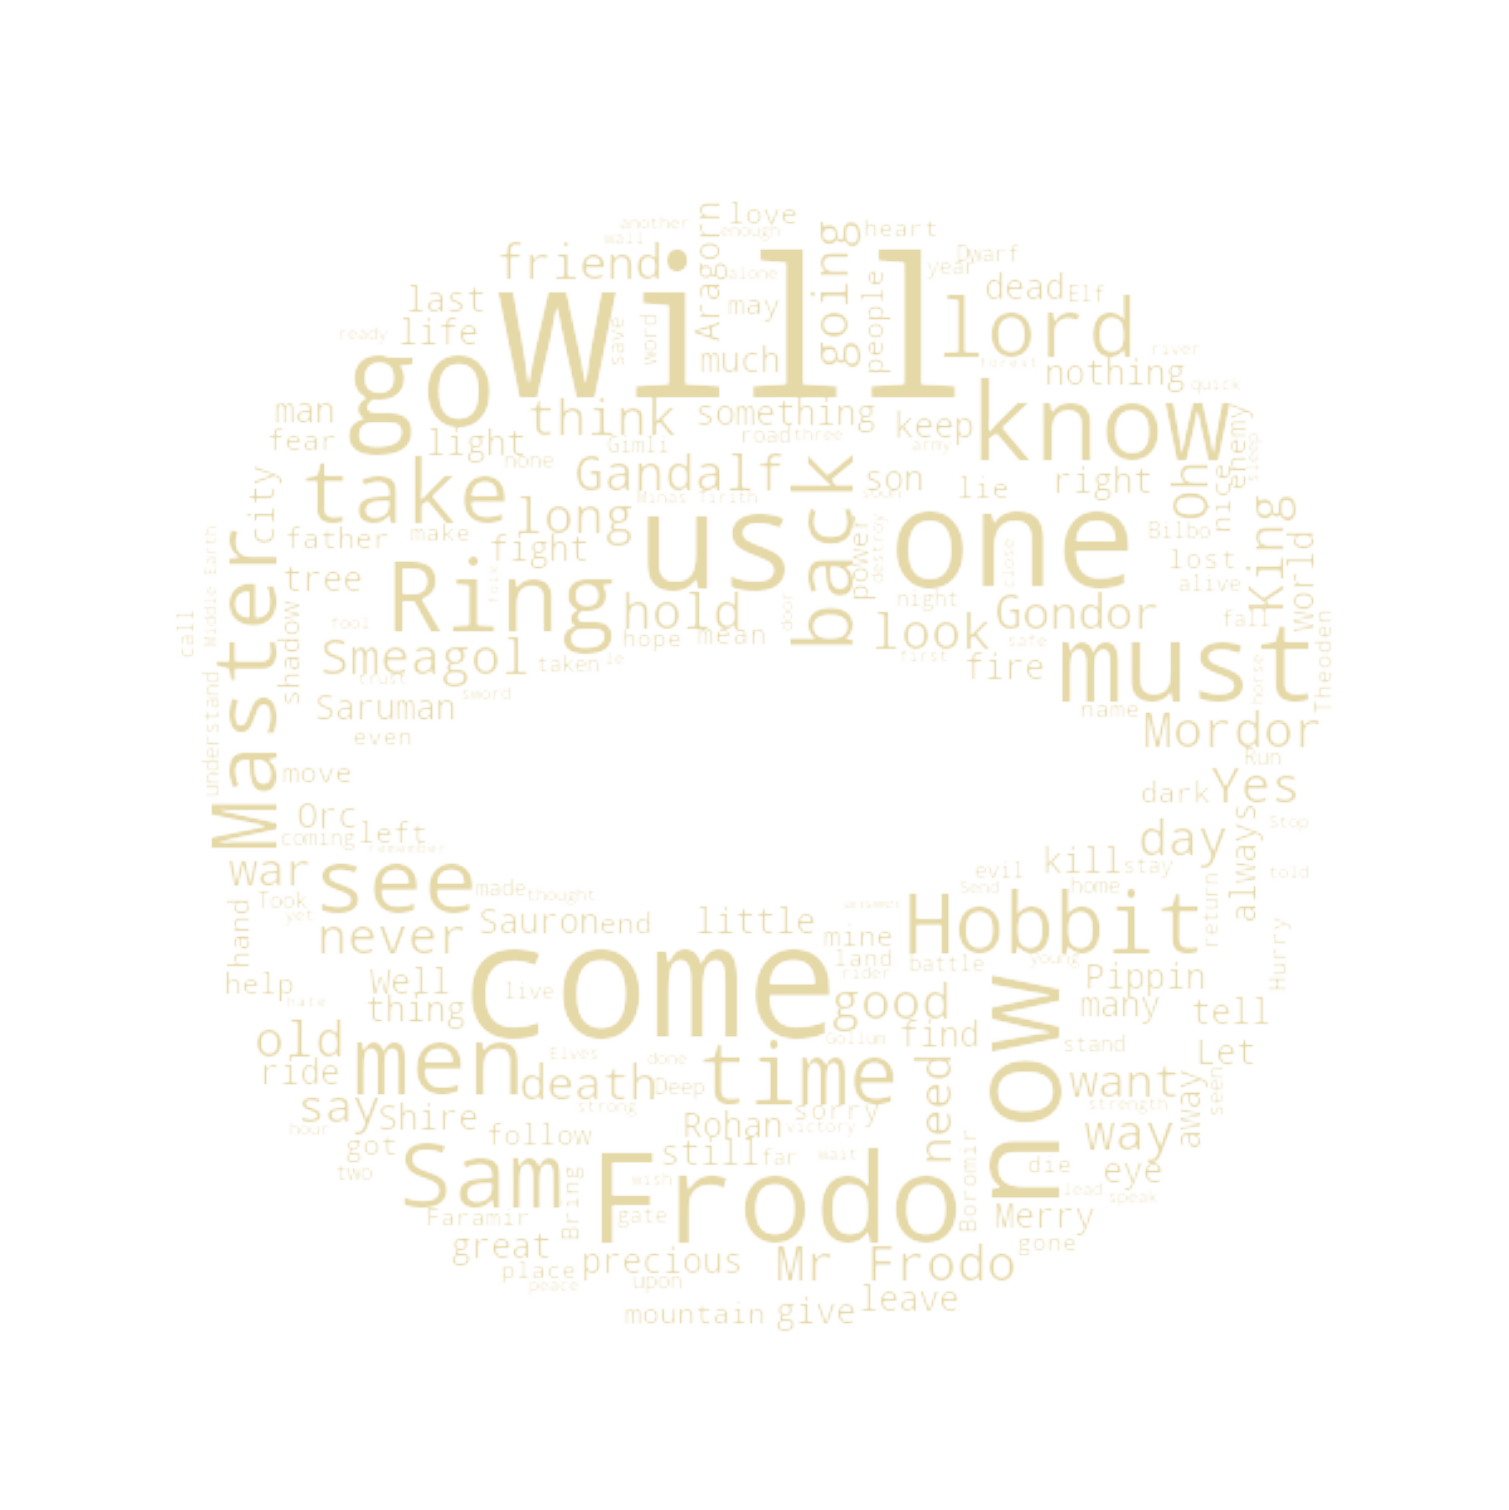 another
love
Aragorn
heart
wall
enough
going
friend
will
Dwarf
year
alone
dead
Elf
last
may
people
lord
life
ready
save
word
much
river
forest
nothing
go
quick
man
think
something
keep
know
fear
light
Gimli
road
three
army
enemy
sleep
none
take
Gandalf
back
son
lie
right
oh
nice
city
long
Minas Tirith
soon
King
us
one
Bilbo
father
make
fight
power
destroy
close
lost
world
Middle Earth
Master
tree
Ring
night
alive
call
shadow
fool
hold
door
Gondor
fall
hope
mean
look
safe
must
Theoden
Smeagol
taken
le
first
fire
horse
trust
sword
understand
Saruman
name
even
Mordor
Run
move
dark
Yes
Orc
left
day
always
Stop
coming
remember
war
see
made
thought
evil
kill
stay
Send
home
told
Took
yet
Sauron
end
little
Hobbit
return
hand
never
mine
land
battle
young
Hurry
help
Well
rider
Pippin
hate
thing
live
come
good
now
many
tell
old
find
Gollum
stand
Let
ride
men
Elves
done
time
need
death
Deep
want
away
seen
say
Shire
strong
sorry
strength
hour
Rohan
victory
way
got
follow
still
far
wait
two
Sam
Frodo
die
eye
Bring
wish
Boromir
lead
speak
Faramir
gate
Merry
great
gone
place
precious
Mr Frodo
peace
upon
mountain
give
leave